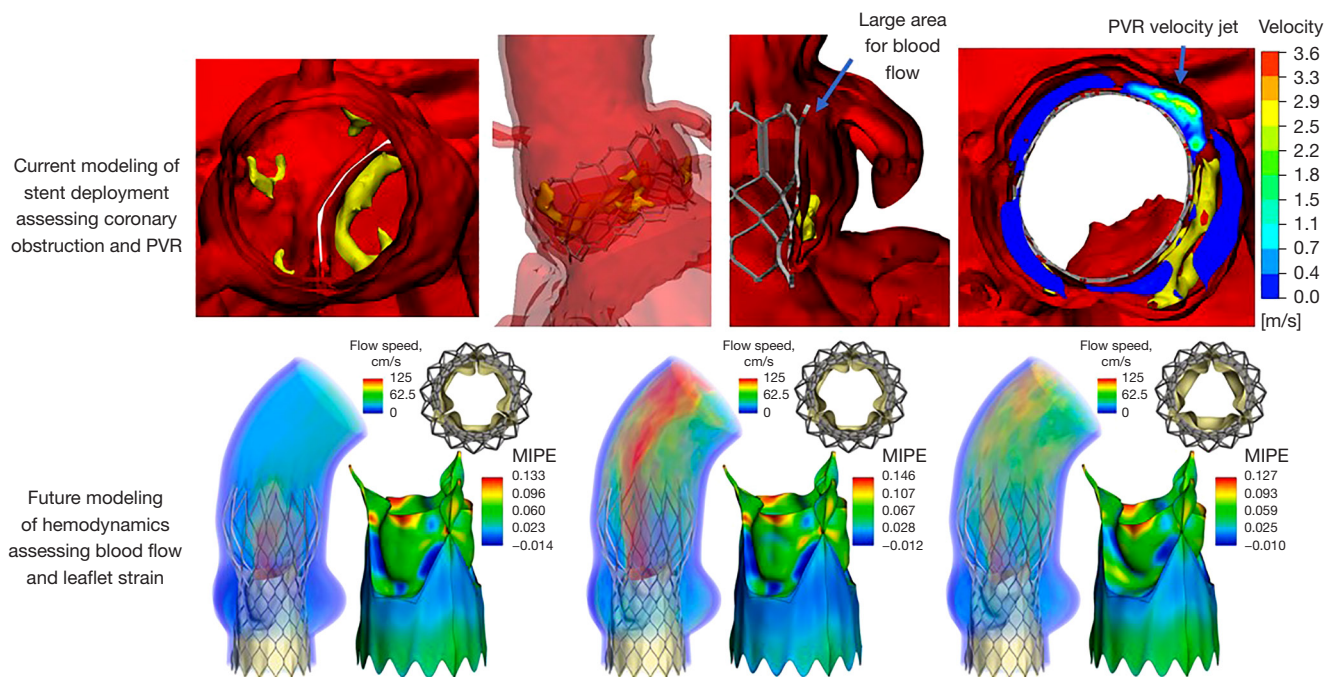 Large area
for blood
flow
PVR velocity jet
Velocity
3.6
3.3
2.9
2.5
2.2
1.8
1.5
1.1
0.7
0.4
0.0
[m/s]
Current modeling of
stent deployment
assessing coronary
obstruction and PVR
Flow speed,
cm/s
125
62.5
0
MIPE
0.133
0.096
0.060
0.023
−0.014
Flow speed,
cm/s
125
62.5
0
MIPE
0.146
0.107
0.067
0.028
−0.012
Flow speed,
cm/s
125
62.5
0
MIPE
0.127
0.093
0.059
0.025
−0.010
Future modeling
of hemodynamics
assessing blood flow
and leaflet strain